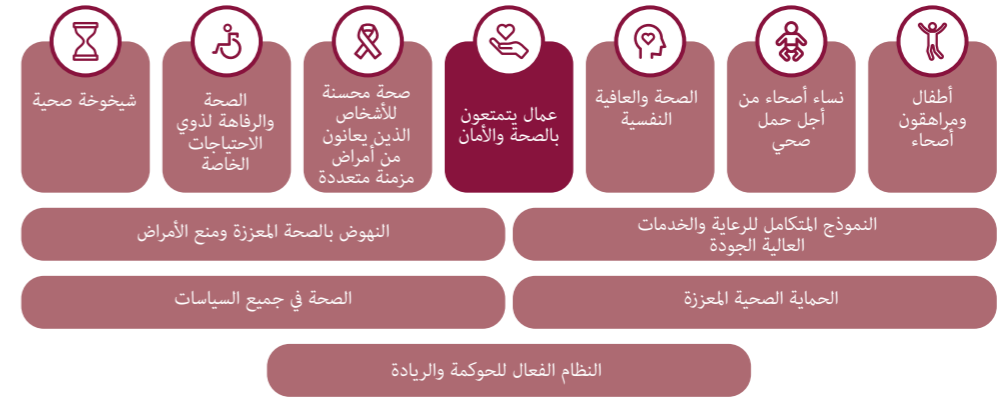 أطفال
ومراهقون
أصحاء
نساء أصحاء من
أجل حمل
صحي
الصحة والعافية
النفسية
عمال يتمتعون
بالصحة والأمان
صحة محسنة
للأشخاص
الذين يعانون
من أمراض
مزمنة متعددة
الصحة
والرفاهة لذوي
الاحتياجات
الخاصة
شيخوخة صحية
النموذج المتكامل للرعاية والخدمات
العالية الجودة
النهوض بالصحة المعززة ومنع الأمراض
الحماية الصحية المعززة
الصحة في جميع السياسات
النظام الفعال للحوكمة والريادة